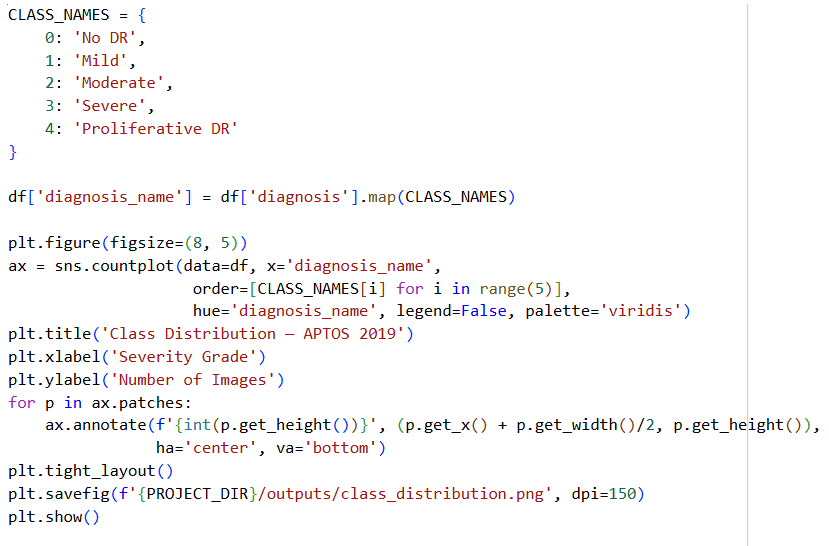 CLASS_NAMES = {
    0: 'No DR',
    1: 'Mild',
    2: 'Moderate',
    3: 'Severe',
    4: 'Proliferative DR'
}

df['diagnosis_name'] = df['diagnosis'].map(CLASS_NAMES)

plt.figure(figsize=(8, 5))
ax = sns.countplot(data=df, x='diagnosis_name',
                    order=[CLASS_NAMES[i] for i in range(5)],
                    hue='diagnosis_name', legend=False, palette='viridis')
plt.title('Class Distribution — APTOS 2019')
plt.xlabel('Severity Grade')
plt.ylabel('Number of Images')
for p in ax.patches:
    ax.annotate(f'{int(p.get_height())}', (p.get_x() + p.get_width()/2, p.get_height()),
                ha='center', va='bottom')
plt.tight_layout()
plt.savefig(f'{PROJECT_DIR}/outputs/class_distribution.png', dpi=150)
plt.show()